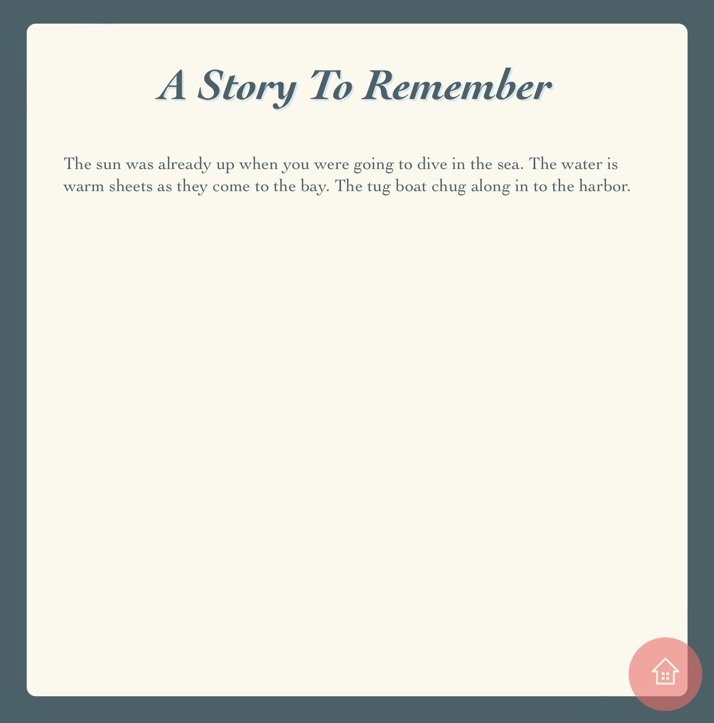 A Story To Remember
The sun was already up when you were going to dive in the sea. The water is
warm sheets as they come to the bay. The tug boat chug along in to the harbor.